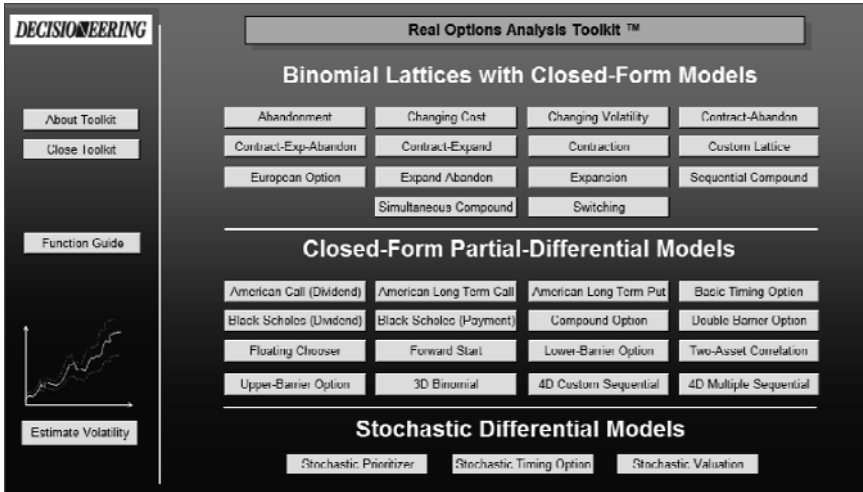 DECISIONEERING
Real Options Analysis Toolkit ™
Binomial Lattices with Closed-Form Models
About Toolkit
Close Toolkit
Abandonment Changing Cost Changing Volatility Contract-Abandon
Contract-Exp-Abandon Contract-Expand Contraction Custom Lattice
European Option Expand Abandon Expansion Sequential Compound
Simultaneous Compound Switching
Function Guide
Closed-Form Partial-Differential Models
American Call (Dividend) American Long Term Call American Long Term Put Basic Timing Option
Black Scholes (Dividend) Black Scholes (Payment) Compound Option Double Barrier Option
Floating Chooser Forward Start Lower-Barrier Option Two-Asset Correlation
Upper-Barrier Option 3D Binomial 4D Custom Sequential 4D Multiple Sequential
Estimate Volatility
Stochastic Differential Models
Stochastic Prioritizer Stochastic Timing Option Stochastic Valuation